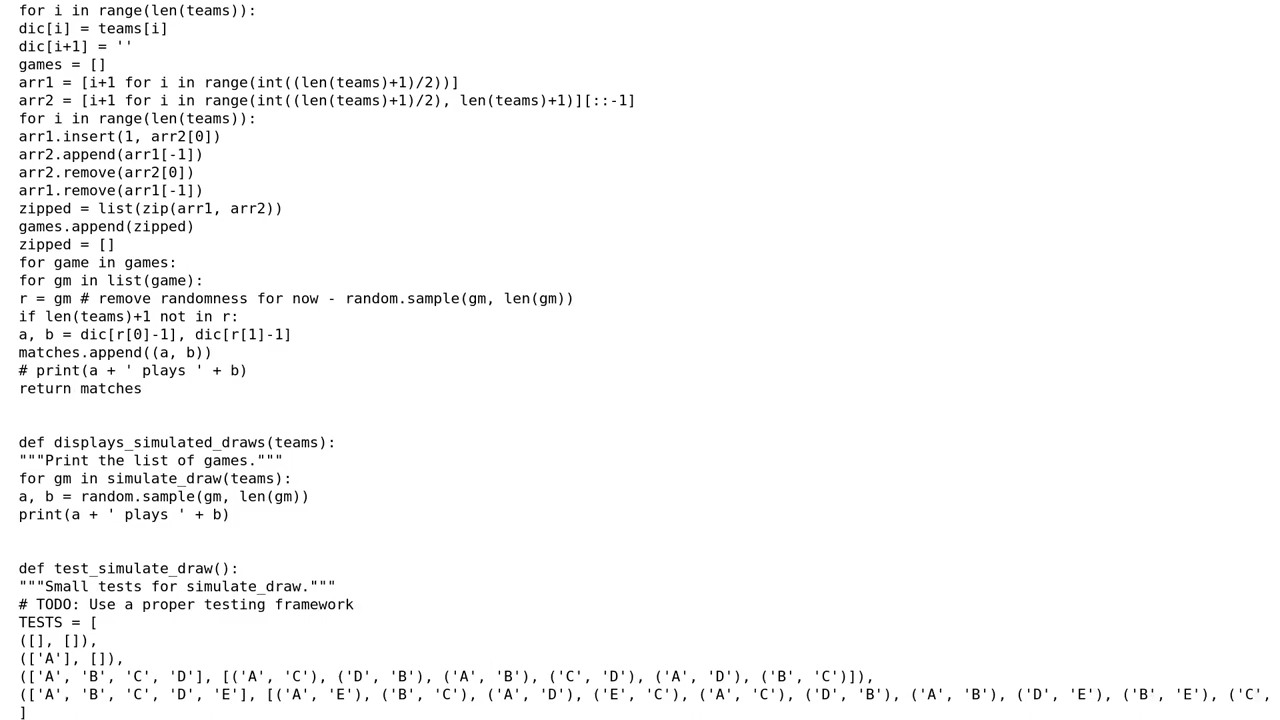 for i in range(len(teams)):
dic[i] = teams[i]
dic[i+1] = ''
games = []
arr1 = [i+1 for i in range(int((len(teams)+1)/2))]
arr2 = [i+1 for i in range(int((len(teams)+1)/2), len(teams)+1)][::-1]
for i in range(len(teams)):
arr1.insert(1, arr2[0])
arr2.append(arr1[-1])
arr2.remove(arr2[0])
arr1.remove(arr1[-1])
zipped = list(zip(arr1, arr2))
games.append(zipped)
zipped = []
for game in games:
for gm in list(game):
r = gm # remove randomness for now - random.sample(gm, len(gm))
if len(teams)+1 not in r:
a, b = dic[r[0]-1], dic[r[1]-1]
matches.append((a, b))
# print(a + ' plays ' + b)
return matches
def displays_simulated_draws(teams):
"""Print the list of games."""
for gm in simulate_draw(teams):
a, b = random.sample(gm, len(gm))
print(a + ' plays ' + b)
def test_simulate_draw():
"""Small tests for simulate_draw."""
# TODO: Use a proper testing framework
TESTS = [
([], []),
(['A'], []),
(['A', 'B', 'C', 'D'], [('A', 'C'), ('D', 'B'), ('A', 'B'), ('C', 'D'), ('A', 'D'), ('B', 'C')]),
(['A', 'B', 'C', 'D', 'E'], [('A', 'E'), ('B', 'C'), ('A', 'D'), ('E', 'C'), ('A', 'C'), ('D', 'B'), ('A', 'B'), ('D', 'E'), ('B', 'E'), ('C',
]